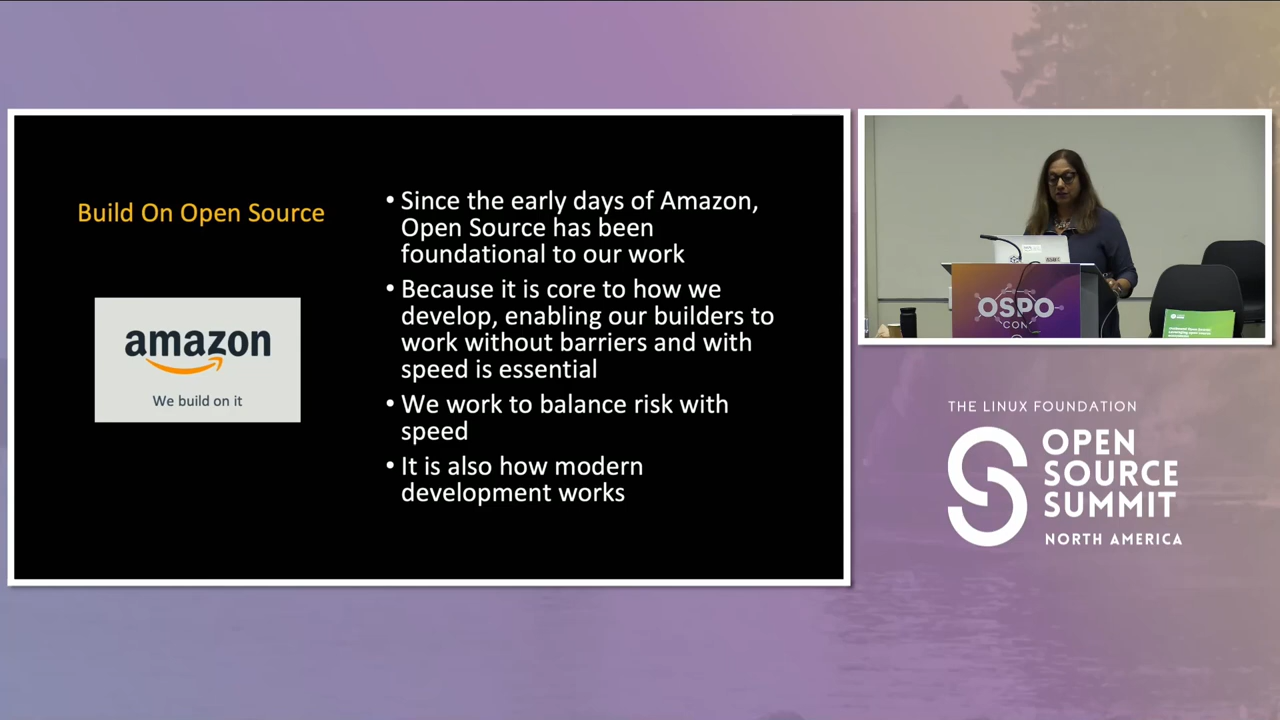 Build On Open Source
amazon
We build on it
• Since the early days of Amazon,
Open Source has been
foundational to our work
• Because it is core to how we
develop, enabling our builders to
work without barriers and with
speed is essential
• We work to balance risk with
speed
• It is also how modern
development works
OSPO
CON
THE LINUX FOUNDATION
OPEN
SOURCE
SUMMIT
NORTH AMERICA